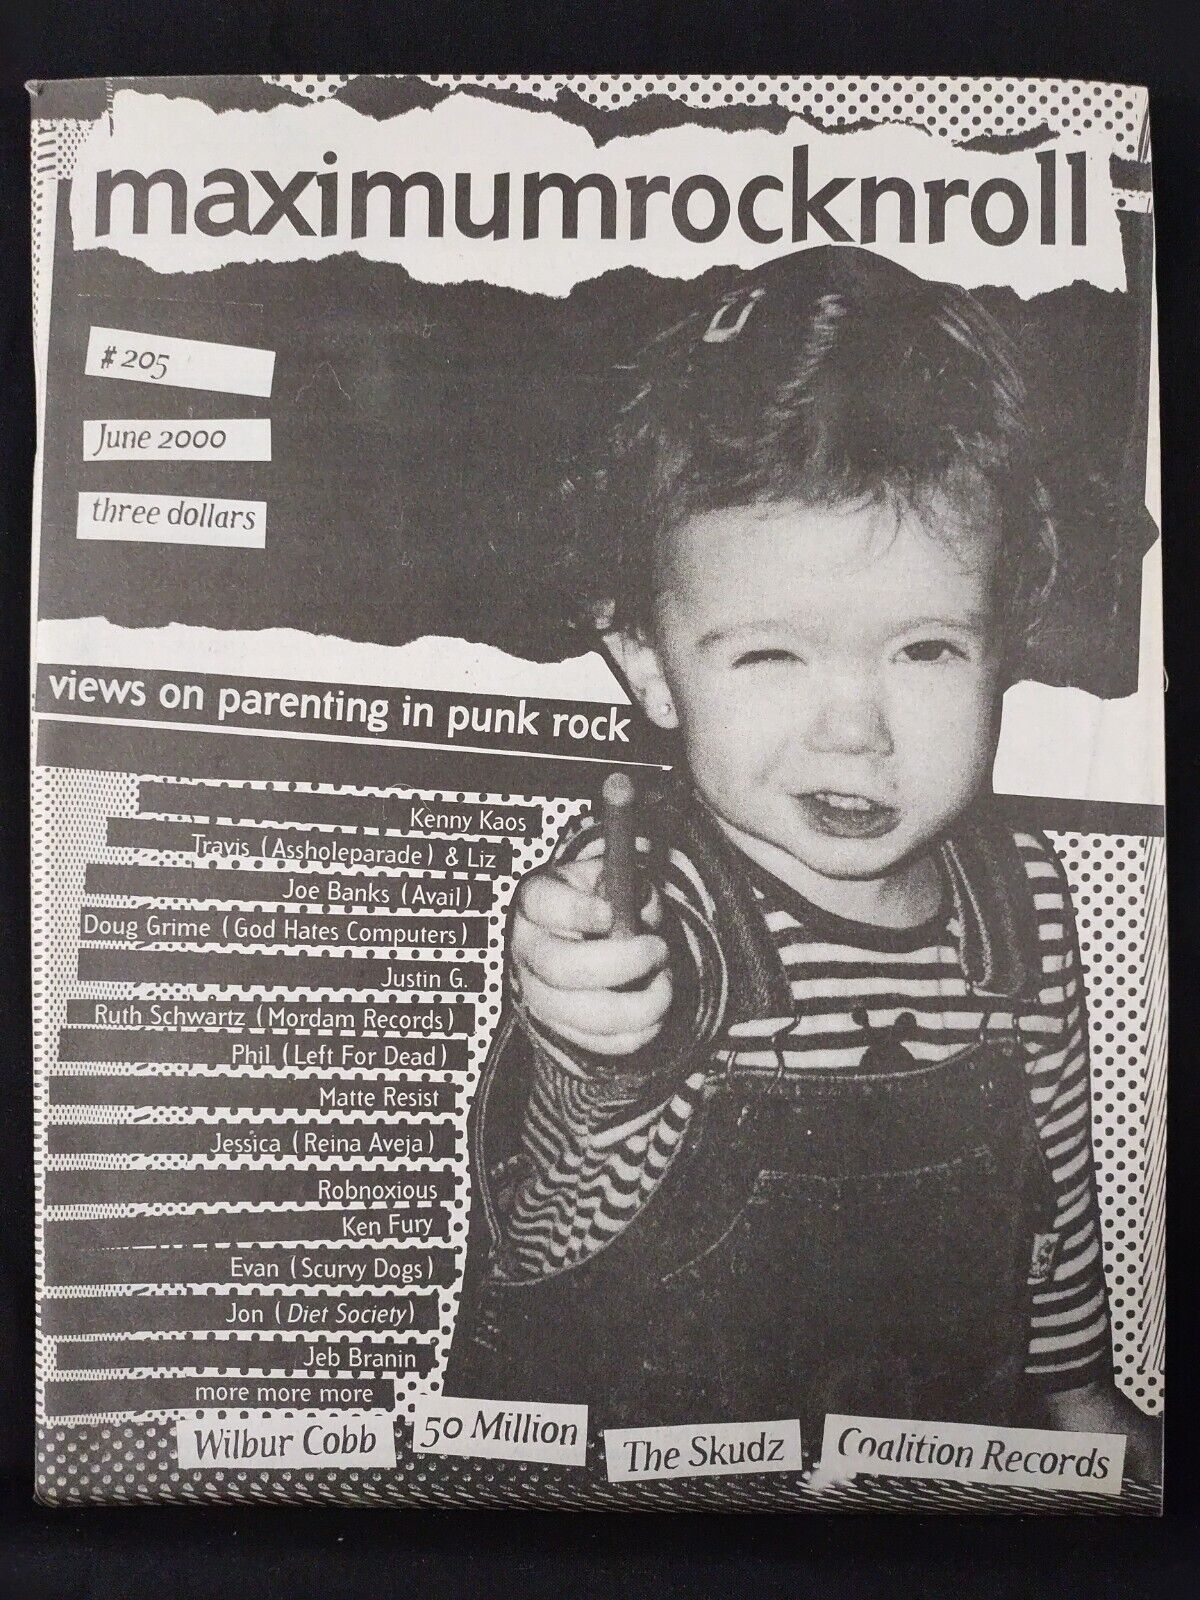 maximumrocknroll
# 205
June 2000
three dollars
views on parenting in punk rock
Kenny Kaos
Travis (Assholeparade) & Liz
Joe Banks (Avail)
Doug Grime (God Hates Computers)
Justin G.
Ruth Schwartz (Mordam Records)
Phil (Left For Dead)
Matte Resist
Jessica (Reina Aveja)
Robnoxious
Ken Fury
Evan (Scurvy Dogs)
Jon (Diet Society)
Jeb Branin
more more more
Wilbur Cobb
50 Million
The Skudz
Coalition Records